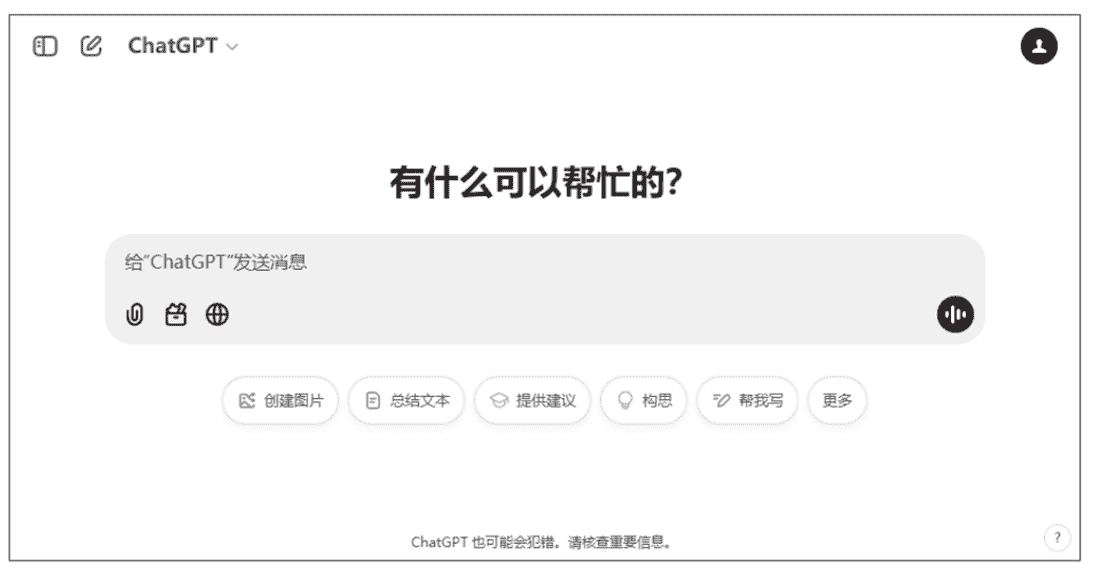 ChatGPT
有什么可以帮忙的?
给“ChatGPT”发送消息
创建图片 总结文本 提供建议 构思 帮我写 更多
ChatGPT 也可能会犯错。请核查重要信息。
?